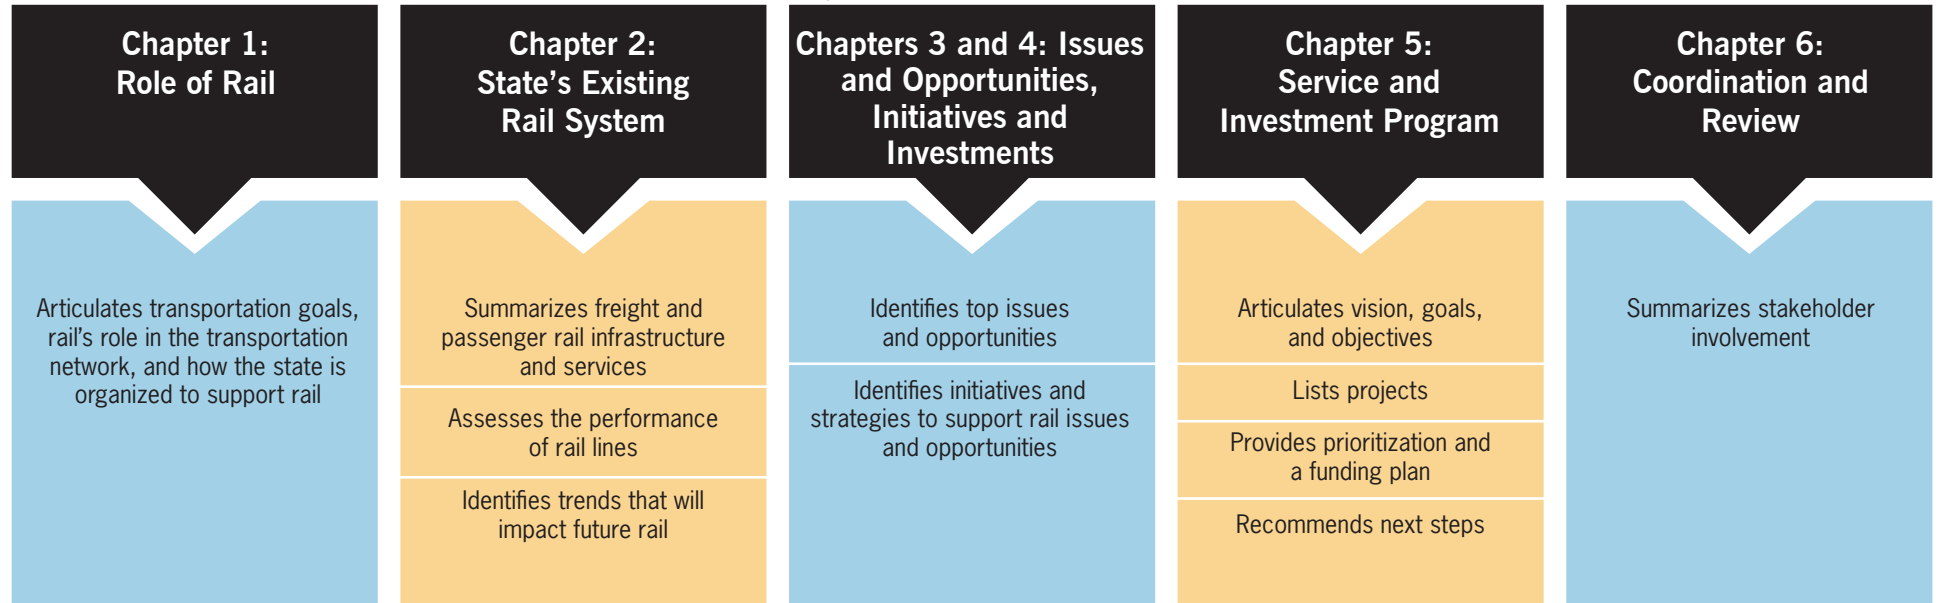 Chapter 1:
Role of Rail
Articulates transportation goals,
rail's role in the transportation
network, and how the state is
organized to support rail
Chapter 2:
State's Existing
Rail System
Summarizes freight and
passenger rail infrastructure
and services
Assesses the performance
of rail lines
Identifies trends that will
impact future rail
Chapters 3 and 4: Issues
and Opportunities,
Initiatives and
Investments
Identifies top issues
and opportunities
Identifies initiatives and
strategies to support rail issues
and opportunities
Chapter 5:
Service and
Investment Program
Articulates vision, goals,
and objectives
Lists projects
Provides prioritization and
a funding plan
Recommends next steps
Chapter 6:
Coordination and
Review
Summarizes stakeholder
involvement